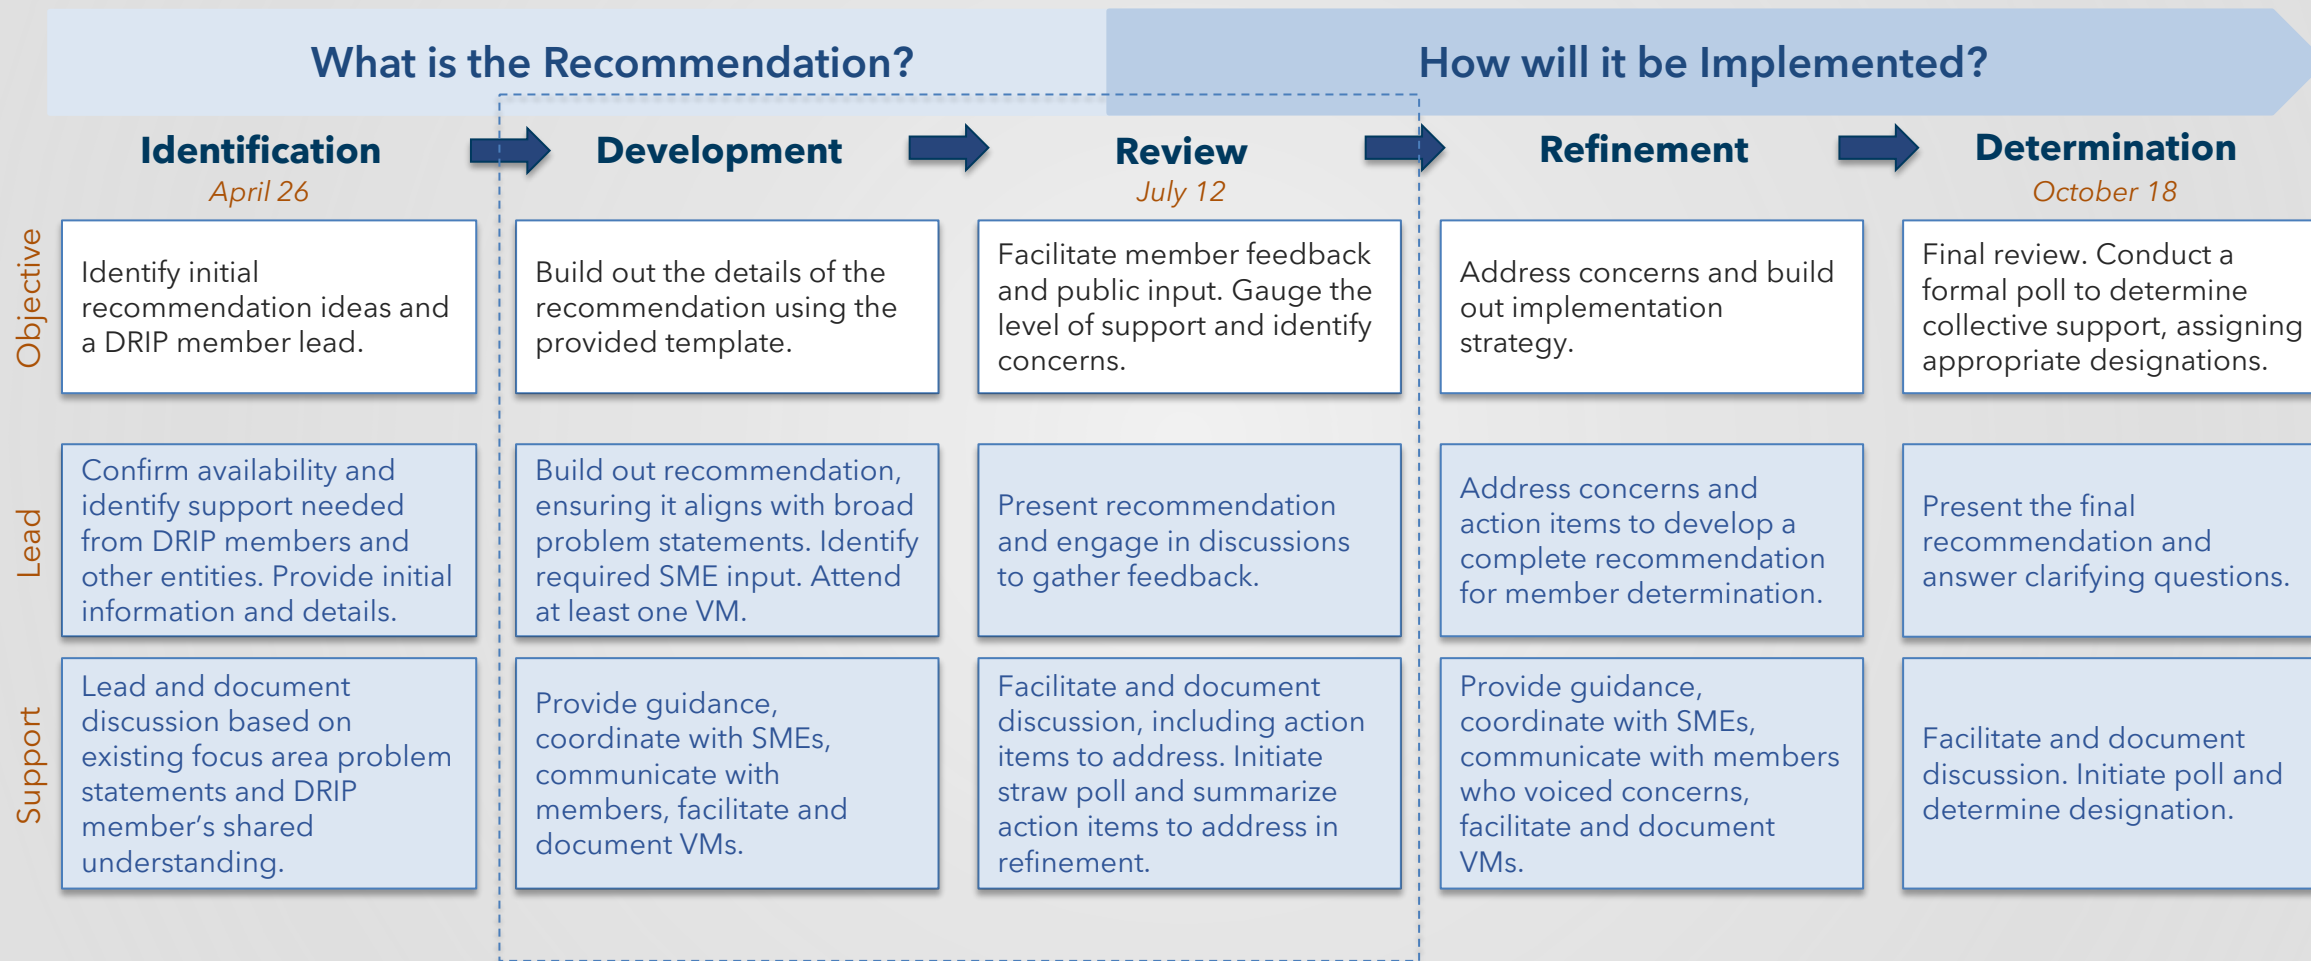 What is the Recommendation?
How will it be Implemented?
Identification
April 26
Development
Review
July 12
Refinement
Determination
October 18
Objective
Identify initial
recommendation ideas and
a DRIP member lead.
Build out the details of the
recommendation using the
provided template.
Facilitate member feedback
and public input. Gauge the
level of support and identify
concerns.
Address concerns and build
out implementation
strategy.
Final review. Conduct a
formal poll to determine
collective support, assigning
appropriate designations.
Lead
Confirm availability and
identify support needed
from DRIP members and
other entities. Provide initial
information and details.
Build out recommendation,
ensuring it aligns with broad
problem statements. Identify
required SME input. Attend
at least one VM.
Present recommendation
and engage in discussions
to gather feedback.
Address concerns and
action items to develop a
complete recommendation
for member determination.
Present the final
recommendation and
answer clarifying questions.
Support
Lead and document
discussion based on
existing focus area problem
statements and DRIP
member’s shared
understanding.
Provide guidance,
coordinate with SMEs,
communicate with
members, facilitate and
document VMs.
Facilitate and document
discussion, including action
items to address. Initiate
straw poll and summarize
action items to address in
refinement.
Provide guidance,
coordinate with SMEs,
communicate with members
who voiced concerns,
facilitate and document
VMs.
Facilitate and document
discussion. Initiate poll and
determine designation.